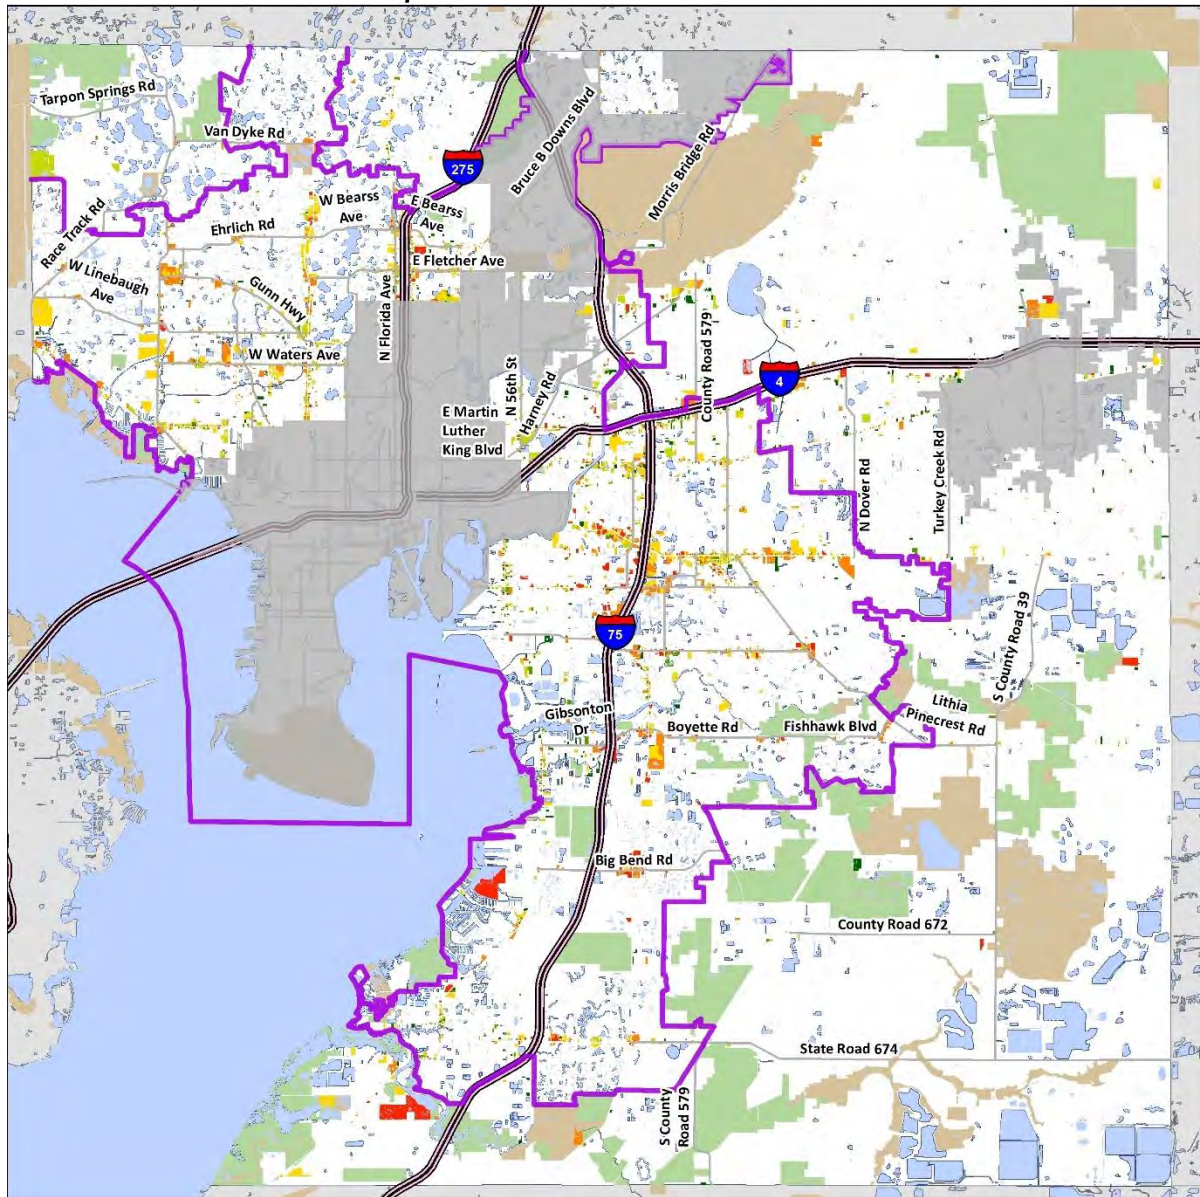 Tarpon Springs Rd
Van Dyke Rd
275
Bruce B Downs Blvd
Morris Bridge Rd
W Bearss
Ave
E Bearss
Ave
Race Track Rd
Ehrlich Rd
E Fletcher Ave
W Linebaugh
Ave
Gunn Hwy
N Florida Ave
County Road 579
W Waters Ave
N 56th St
Harney Rd
4
E Martin
Luther
King Blvd
N Dover Rd
Turkey Creek Rd
75
S County Road 39
Gibsonton
Dr
Boyette Rd
Fishhawk Blvd
Lithia
Pinecrest Rd
Big Bend Rd
County Road 672
State Road 674
S County
Road 579